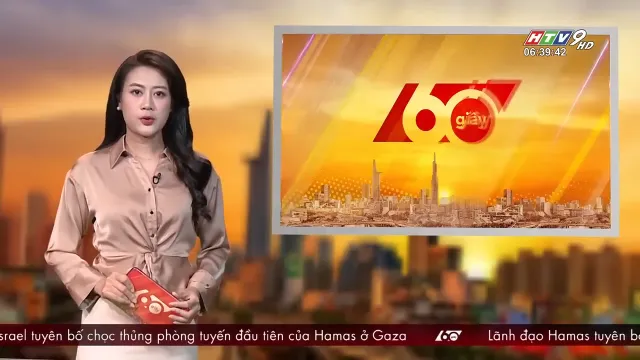 HTV9 HD
06:39:42
60 giây
srael tuyên bố chọc thủng phòng tuyến đầu tiên của Hamas ở Gaza 60 Lãnh đạo Hamas tuyên b